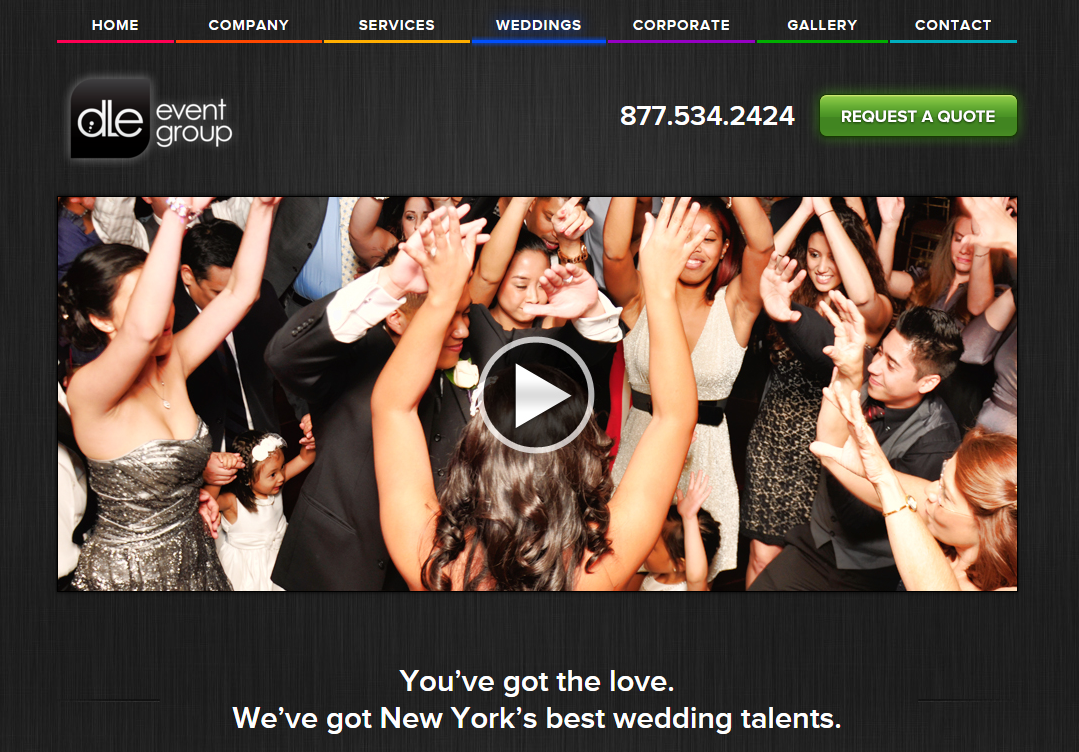 HOME COMPANY SERVICES WEDDINGS CORPORATE GALLERY CONTACT
dLe event group
877.534.2424
REQUEST A QUOTE
You’ve got the love.
We’ve got New York’s best wedding talents.